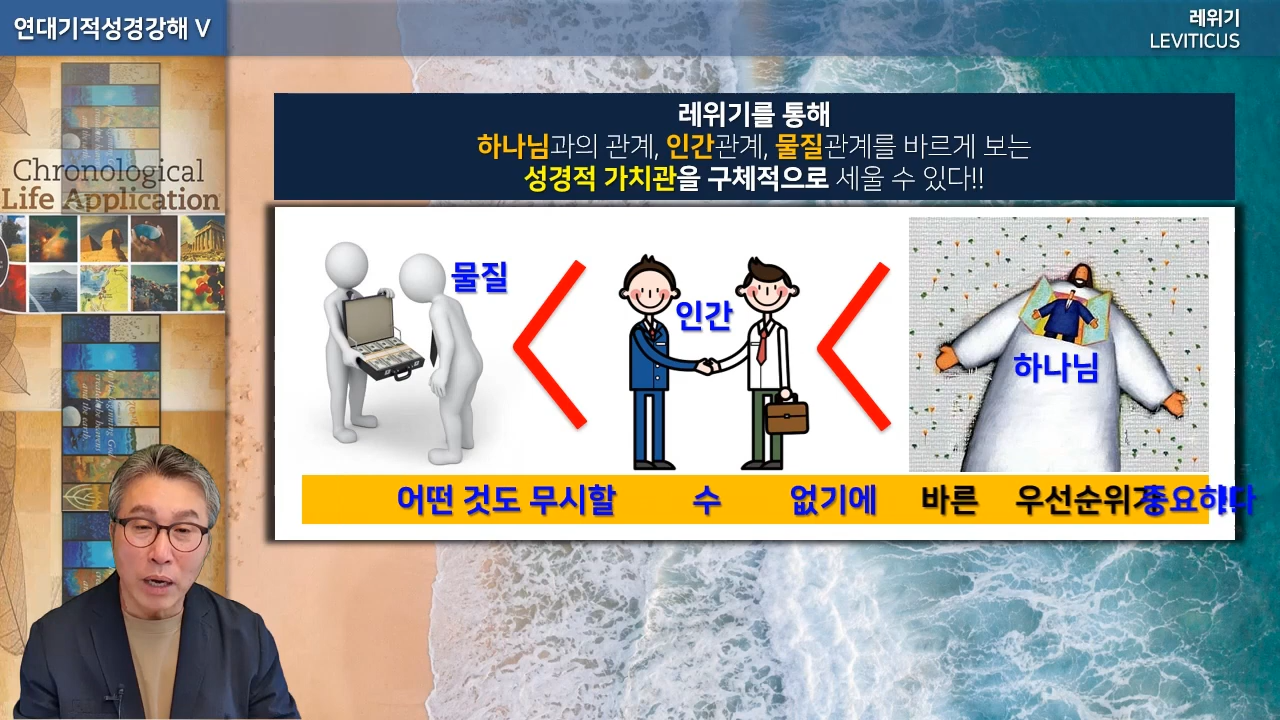 연대기적성경강해 V
레위기
LEVITICUS
Chronological
Life Application
레위기를 통해
하나님과의 관계, 인간관계, 물질관계를 바르게 보는
성경적 가치관을 구체적으로 세울 수 있다!!
물질
인간
하나님
어떤 것도 무시할 수 없기에 바른 우선순위가 중요하다